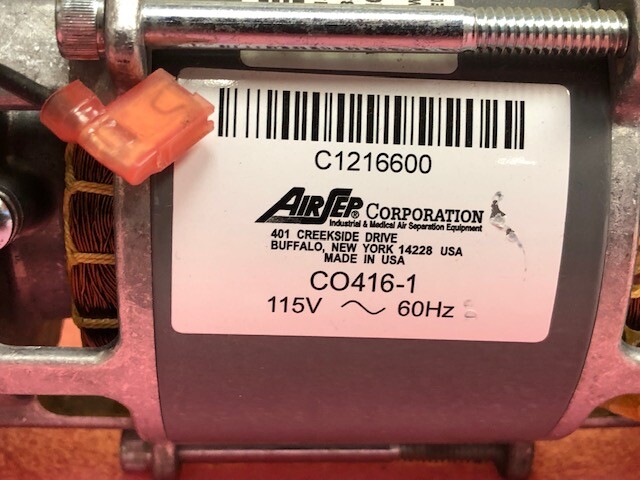 C1216600
AIRSEP® CORPORATION
Industrial & Medical Air Separation Equipment
401 CREEKSIDE DRIVE
BUFFALO, NEW YORK 14228 USA
MADE IN USA
CO416-1
115V ~ 60Hz